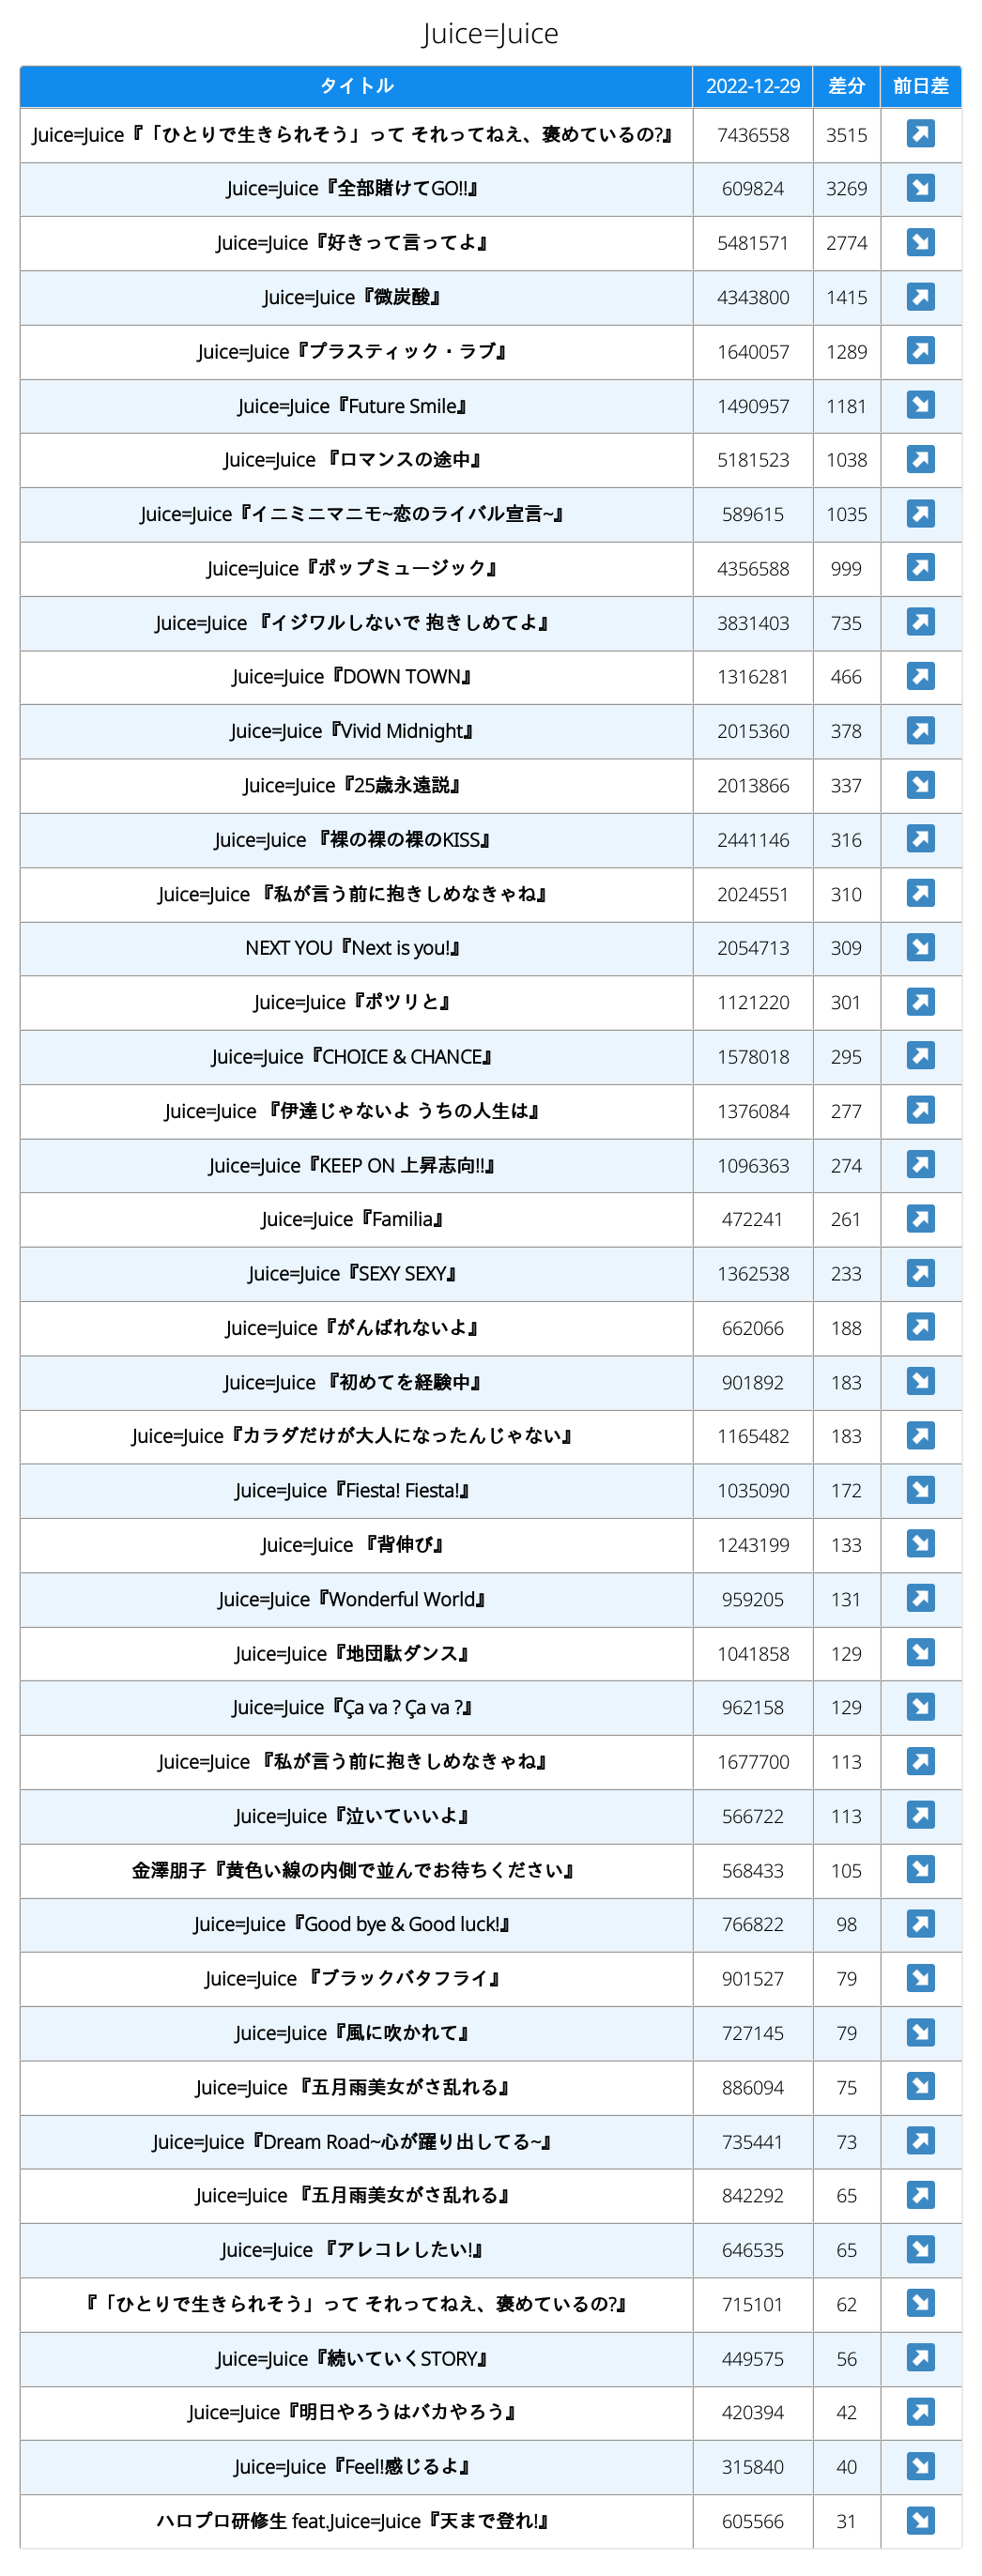 Juice=Juice
タイトル 2022-12-29 差分 前日差
Juice=Juice『「ひとりで生きられそう」って それってねえ、褒めているの?』 7436558 3515 ↗
Juice=Juice『全部賭けてGO!!』 609824 3269 ↘
Juice=Juice『好きって言ってよ』 5481571 2774 ↘
Juice=Juice『微炭酸』 4343800 1415 ↗
Juice=Juice『プラスティック・ラブ』 1640057 1289 ↗
Juice=Juice『Future Smile』 1490957 1181 ↘
Juice=Juice 『ロマンスの途中』 5181523 1038 ↗
Juice=Juice『イニミニマニモ~恋のライバル宣言~』 589615 1035 ↗
Juice=Juice『ポップミュージック』 4356588 999 ↗
Juice=Juice 『イジワルしないで 抱きしめてよ』 3831403 735 ↗
Juice=Juice『DOWN TOWN』 1316281 466 ↗
Juice=Juice『Vivid Midnight』 2015360 378 ↗
Juice=Juice『25歳永遠説』 2013866 337 ↘
Juice=Juice 『裸の裸の裸のKISS』 2441146 316 ↗
Juice=Juice 『私が言う前に抱きしめなきゃね』 2024551 310 ↗
NEXT YOU『Next is you!』 2054713 309 ↘
Juice=Juice『ポツリと』 1121220 301 ↗
Juice=Juice『CHOICE & CHANCE』 1578018 295 ↗
Juice=Juice 『伊達じゃないよ うちの人生は』 1376084 277 ↗
Juice=Juice『KEEP ON 上昇志向!!』 1096363 274 ↗
Juice=Juice『Familia』 472241 261 ↗
Juice=Juice『SEXY SEXY』 1362538 233 ↗
Juice=Juice『がんばれないよ』 662066 188 ↗
Juice=Juice 『初めてを経験中』 901892 183 ↘
Juice=Juice『カラダだけが大人になったんじゃない』 1165482 183 ↗
Juice=Juice『Fiesta! Fiesta!』 1035090 172 ↘
Juice=Juice 『背伸び』 1243199 133 ↘
Juice=Juice『Wonderful World』 959205 131 ↗
Juice=Juice『地団駄ダンス』 1041858 129 ↘
Juice=Juice『Ça va ? Ça va ?』 962158 129 ↘
Juice=Juice 『私が言う前に抱きしめなきゃね』 1677700 113 ↗
Juice=Juice『泣いていいよ』 566722 113 ↗
金澤朋子『黄色い線の内側で並んでお待ちください』 568433 105 ↘
Juice=Juice『Good bye & Good luck!』 766822 98 ↗
Juice=Juice 『ブラックバタフライ』 901527 79 ↘
Juice=Juice『風に吹かれて』 727145 79 ↘
Juice=Juice 『五月雨美女がさ乱れる』 886094 75 ↘
Juice=Juice『Dream Road~心が躍り出してる~』 735441 73 ↗
Juice=Juice 『五月雨美女がさ乱れる』 842292 65 ↗
Juice=Juice 『アレコレしたい!』 646535 65 ↘
『「ひとりで生きられそう」って それってねえ、褒めているの?』 715101 62 ↘
Juice=Juice『続いていくSTORY』 449575 56 ↗
Juice=Juice『明日やろうはバカやろう』 420394 42 ↗
Juice=Juice『Feel!感じるよ』 315840 40 ↘
ハロプロ研修生 feat.Juice=Juice『天まで登れ!』 605566 31 ↘